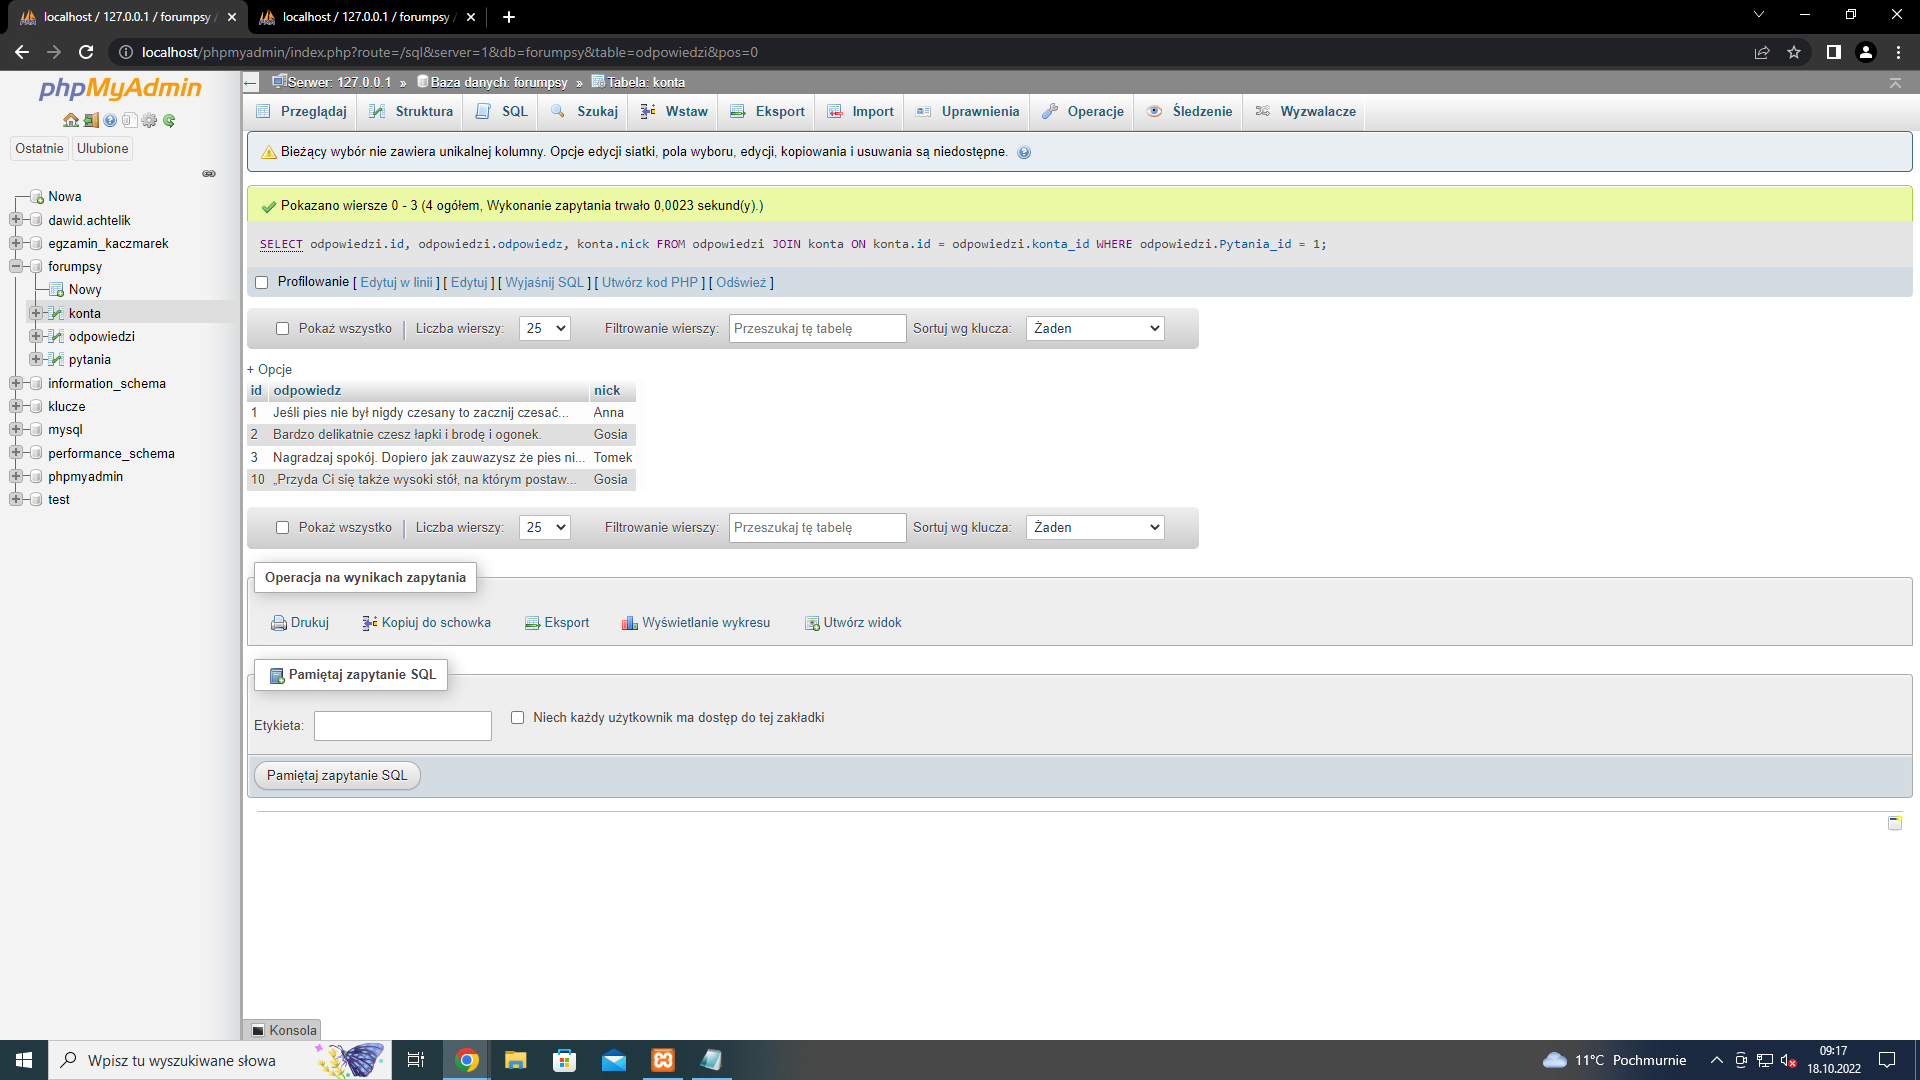 localhost / 127.0.0.1 / forumpsy /
localhost / 127.0.0.1 / forumpsy /
localhost/phpmyadmin/index.php?route=/sql&server=1&db=forumpsy&table=odpowiedzi&pos=0
phpMyAdmin
Ostatnie
Ulubione
Nowa
dawid.achtelik
egzamin_kaczmarek
forumpsy
Nowy
konta
odpowiedzi
pytania
information_schema
klucze
mysql
performance_schema
phpmyadmin
test
Serwer: 127.0.0.1 » Baza danych: forumpsy » Tabela: konta
Przeglądaj Struktura SQL Szukaj Wstaw Eksport Import Uprawnienia Operacje Śledzenie Wyzwalacze
Bieżący wybór nie zawiera unikalnej kolumny. Opcje edycji siatki, pola wyboru, edycji, kopiowania i usuwania są niedostępne.
Pokazano wiersze 0 - 3 (4 ogółem, Wykonanie zapytania trwało 0,0023 sekund(y).)
SELECT odpowiedzi.id, odpowiedzi.odpowiedz, konta.nick FROM odpowiedzi JOIN konta ON konta.id = odpowiedzi.konta_id WHERE odpowiedzi.Pytania_id = 1;
Profilowanie [ Edytuj w linii ] [ Edytuj ] [ Wyjaśnij SQL ] [ Utwórz kod PHP ] [ Odśwież ]
Pokaż wszystko | Liczba wierszy: 25 Filtrowanie wierszy: Przeszukaj tę tabelę Sortuj wg klucza: Żaden
+ Opcje
id odpowiedz nick
1 Jeśli pies nie był nigdy czesany to zacznij czesać... Anna
2 Bardzo delikatnie czesz łapki i brodę i ogonek. Gosia
3 Nagradzaj spokój. Dopiero jak zauwazysz że pies ni... Tomek
10 „Przyda Ci się także wysoki stół, na którym postaw... Gosia
Pokaż wszystko | Liczba wierszy: 25 Filtrowanie wierszy: Przeszukaj tę tabelę Sortuj wg klucza: Żaden
Operacja na wynikach zapytania
Drukuj Kopiuj do schowka Eksport Wyświetlanie wykresu Utwórz widok
Pamiętaj zapytanie SQL
Etykieta: Niech każdy użytkownik ma dostęp do tej zakładki
Pamiętaj zapytanie SQL
Konsola
Wpisz tu wyszukiwane słowa
11°C Pochmurnie
09:17
18.10.2022